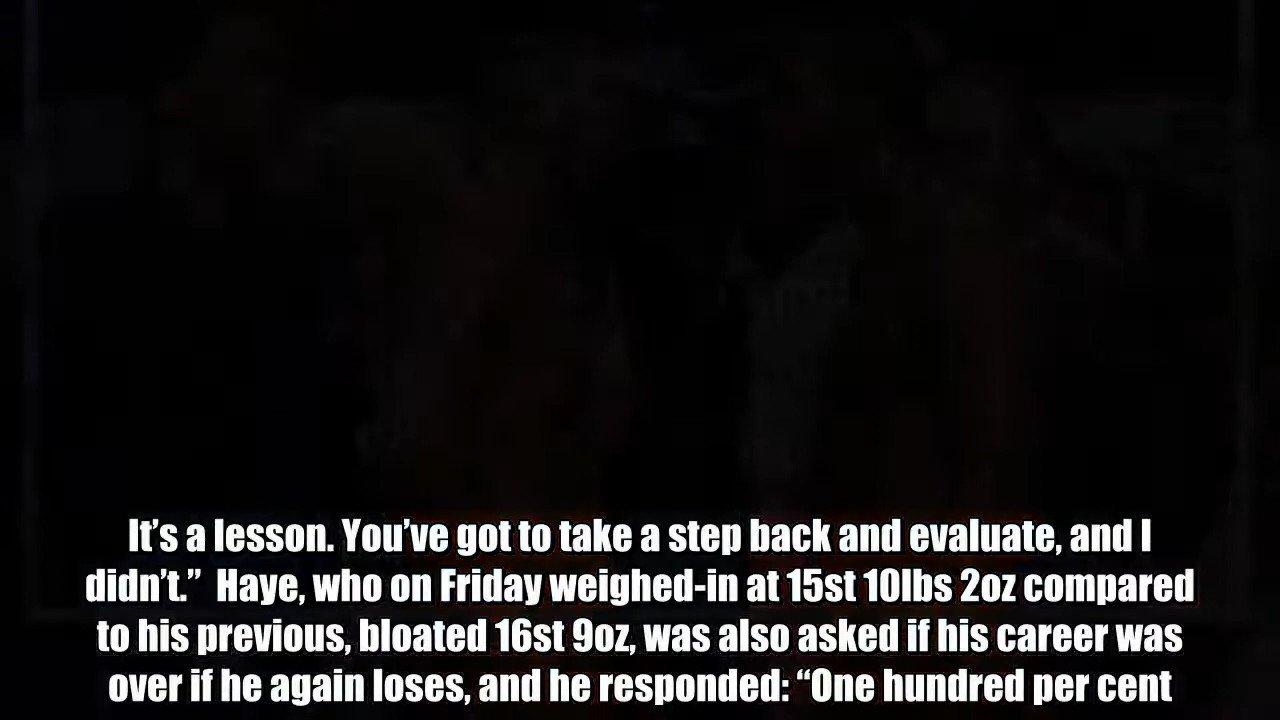 It’s a lesson. You’ve got to take a step back and evaluate, and I
didn’t.”  Haye, who on Friday weighed-in at 15st 10lbs 2oz compared
to his previous, bloated 16st 9oz, was also asked if his career was
over if he again loses, and he responded: “One hundred per cent